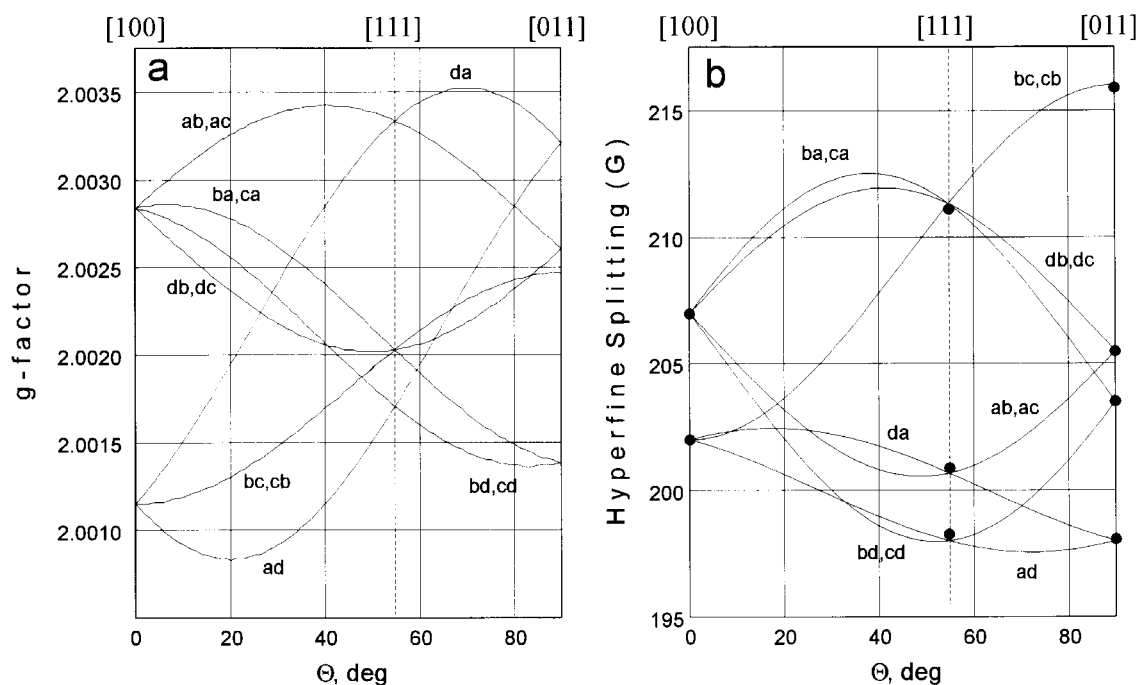 [100] [111] [011]
a
da
ab,ac
ba,ca
db,dc
bc,cb
bd,cd
ad
2.0035
2.0030
2.0025
2.0020
2.0015
2.0010
g-factor
0 20 40 60 80
Θ, deg
[100] [111] [011]
b
bc,cb
ba,ca
db,dc
ab,ac
da
bd,cd
ad
215
210
205
200
195
Hyperfine Splitting (G)
0 20 40 60 80
Θ, deg